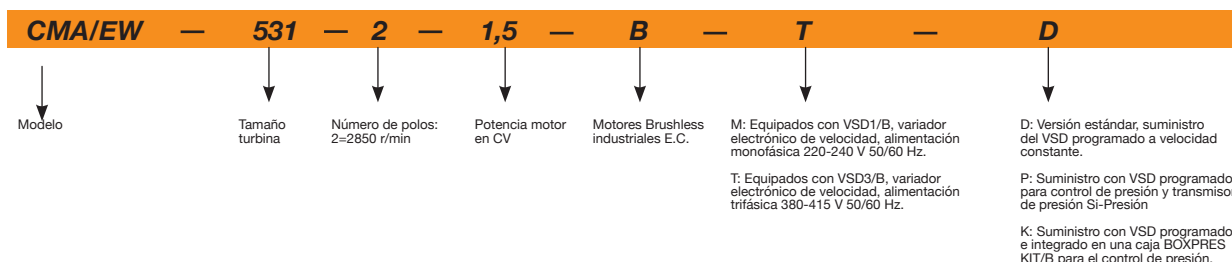 CMA/EW — 531 — 2 — 1,5 — B — T — D
Modelo
Tamaño
turbina
Número de polos:
2=2850 r/min
Potencia motor
en CV
Motores Brushless
industriales E.C.
M: Equipados con VSD1/B, variador
electrónico de velocidad, alimentación
monofásica 220-240 V 50/60 Hz.
T: Equipados con VSD3/B, variador
electrónico de velocidad, alimentación
trifásica 380-415 V 50/60 Hz.
D: Versión estándar, suministro
del VSD programado a velocidad
constante.
P: Suministro con VSD programado
para control de presión y transmisor
de presión Si-Presión
K: Suministro con VSD programado
e integrado en una caja BOXPRES
KIT/B para el control de presión.